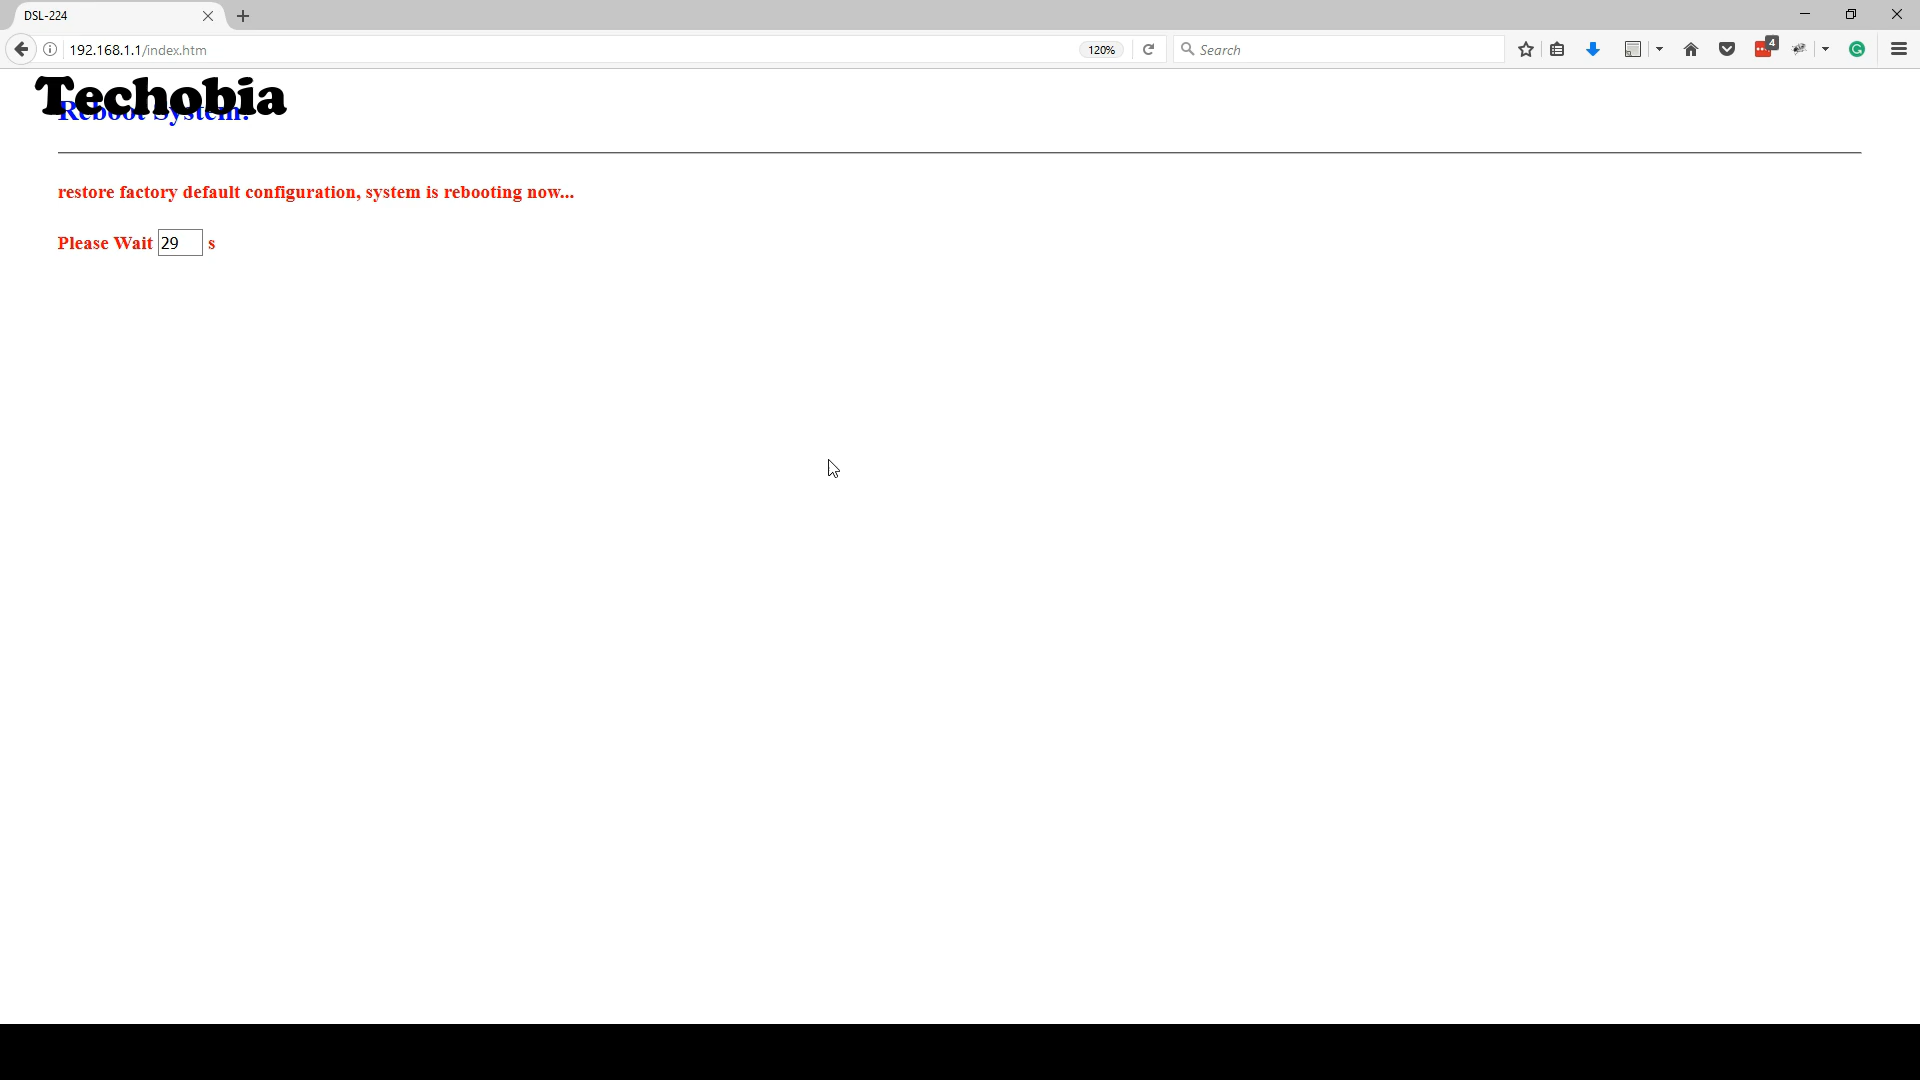 DSL-224
192.168.1.1/index.htm
120%
Search
4
Techobia
Reboot System!
restore factory default configuration, system is rebooting now...
Please Wait 29 s